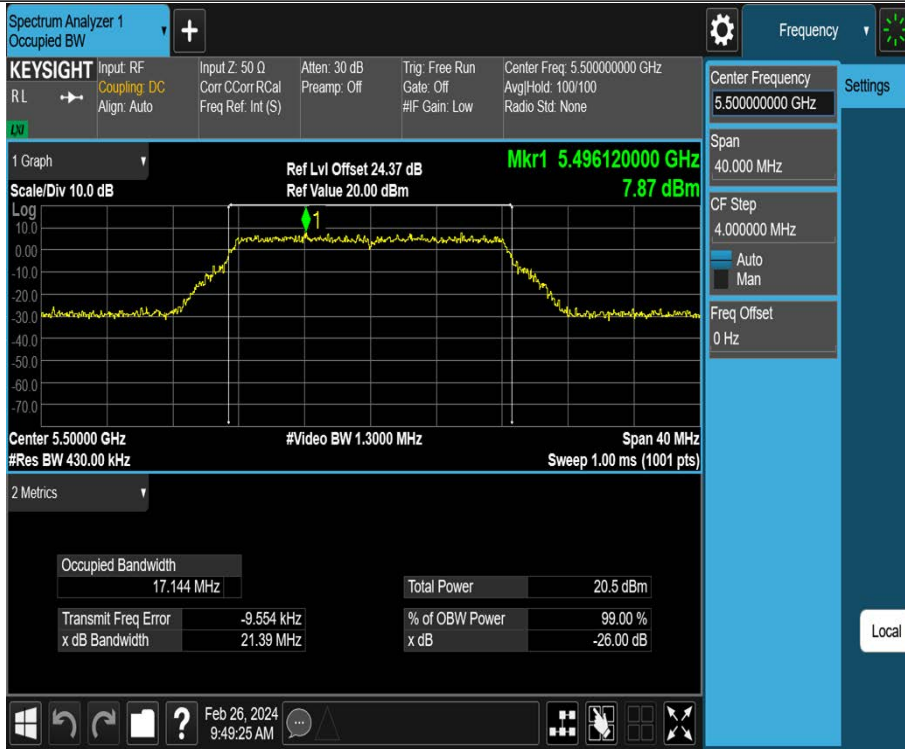 Spectrum Analyzer 1
Occupied BW
+
Frequency
KEYSIGHT
R L
LXI
Input: RF
Coupling: DC
Align: Auto
Input Z: 50 Ω
Corr CCorr RCal
Freq Ref: Int (S)
Atten: 30 dB
Preamp: Off
Trig: Free Run
Gate: Off
#IF Gain: Low
Center Freq: 5.500000000 GHz
Avg|Hold: 100/100
Radio Std: None
1 Graph
Scale/Div 10.0 dB
Ref Lvl Offset 24.37 dB
Ref Value 20.00 dBm
Mkr1 5.496120000 GHz
7.87 dBm
Log
10.0
0.00
-10.0
-20.0
-30.0
-40.0
-50.0
-60.0
-70.0
1
Center 5.50000 GHz
#Res BW 430.00 kHz
#Video BW 1.3000 MHz
Span 40 MHz
Sweep 1.00 ms (1001 pts)
2 Metrics
Occupied Bandwidth
17.144 MHz
Transmit Freq Error -9.554 kHz
x dB Bandwidth 21.39 MHz
Total Power 20.5 dBm
% of OBW Power 99.00 %
x dB -26.00 dB
Center Frequency
5.500000000 GHz
Span
40.000 MHz
CF Step
4.000000 MHz
Auto
Man
Freq Offset
0 Hz
Settings
Local
?
Feb 26, 2024
9:49:25 AM